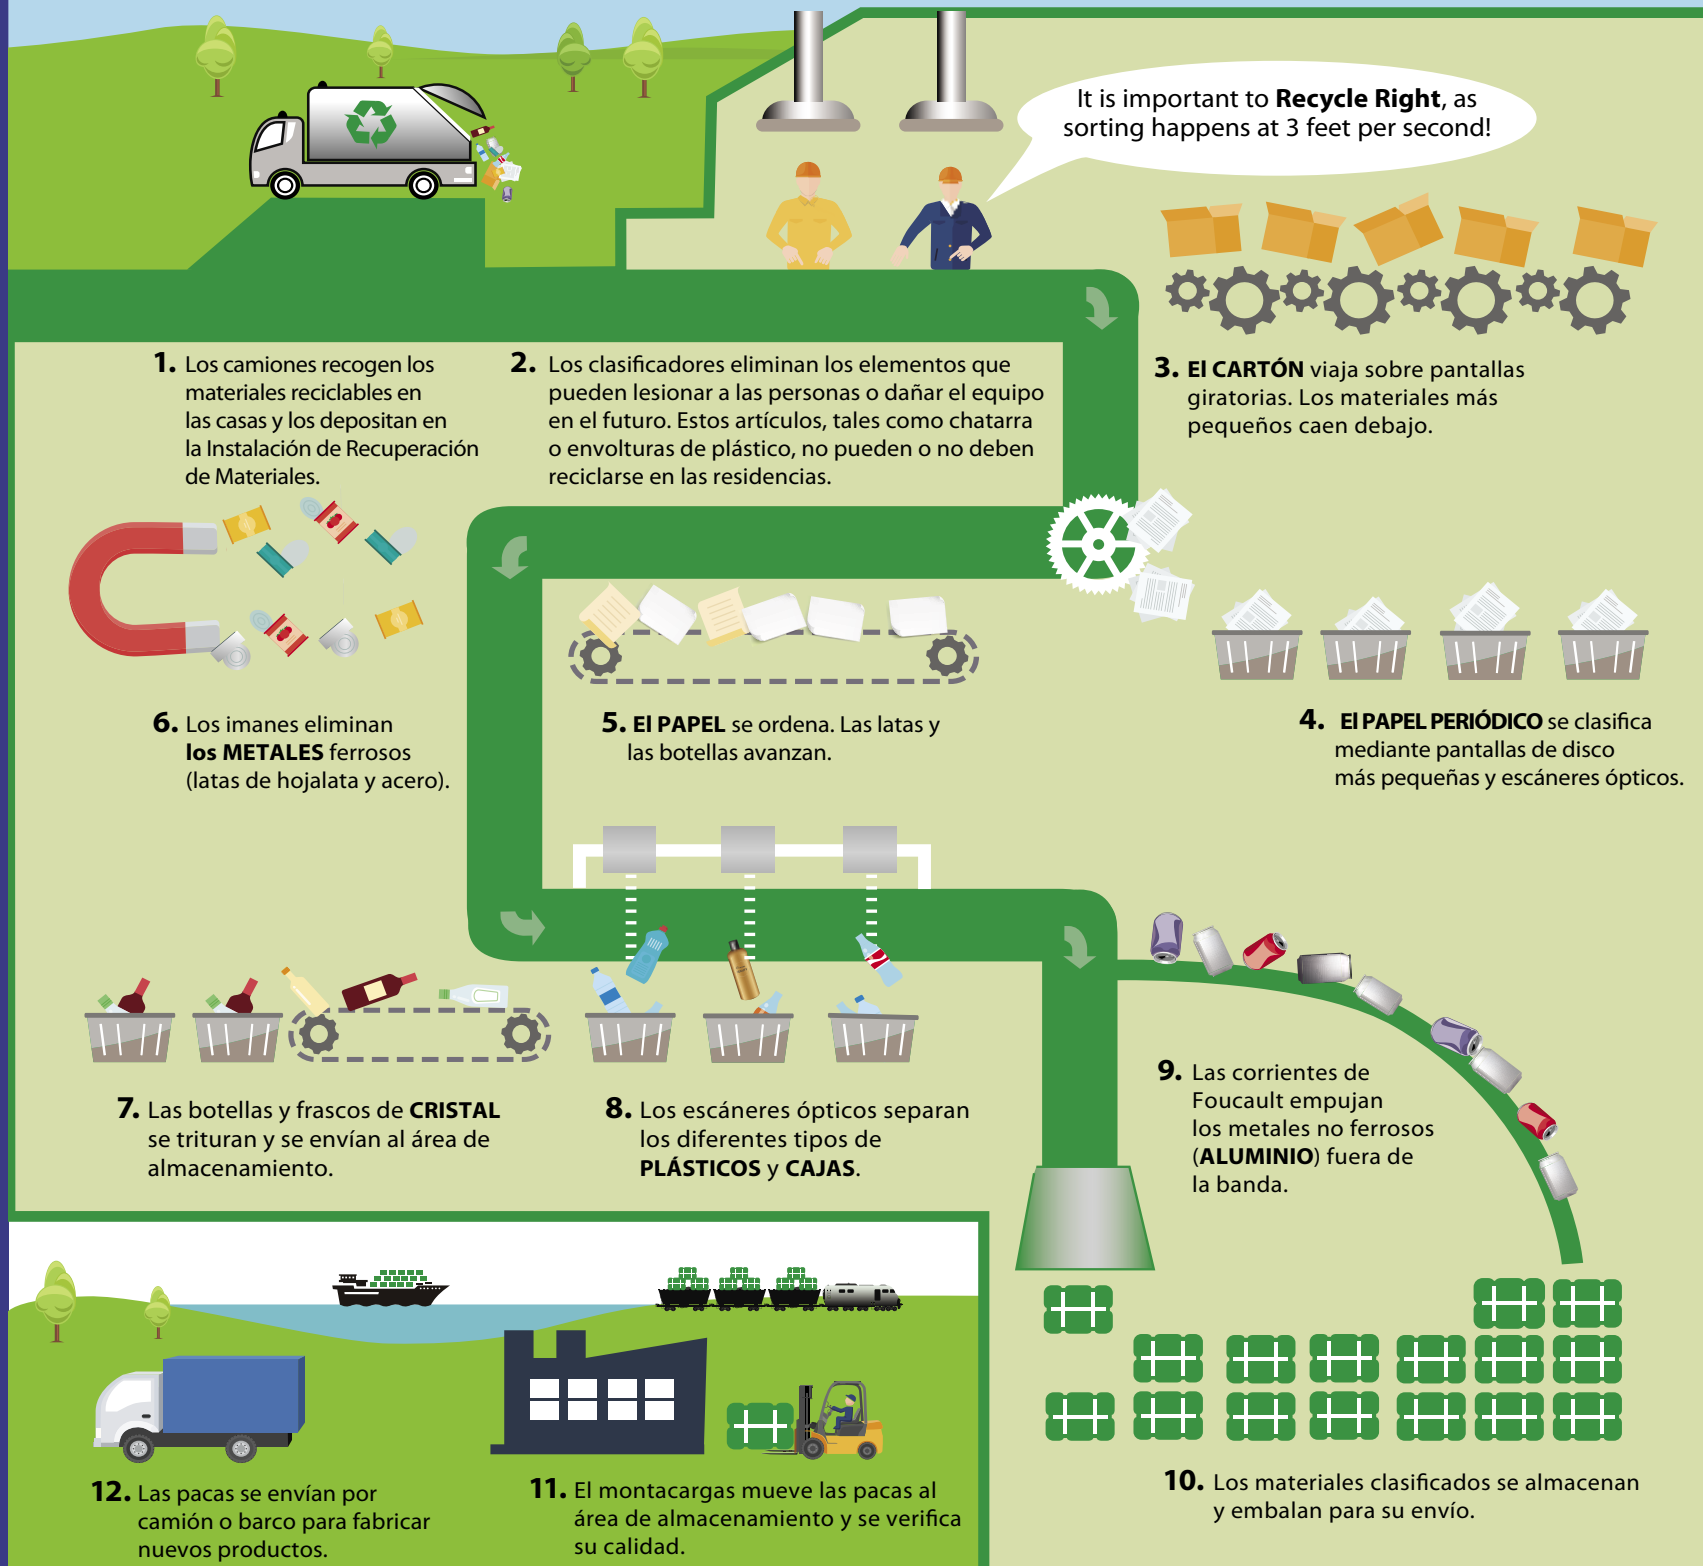 It is important to Recycle Right, as
sorting happens at 3 feet per second!
1. Los camiones recogen los
materiales reciclables en
las casas y los depositan en
la Instalación de Recuperación
de Materiales.
2. Los clasificadores eliminan los elementos que
pueden lesionar a las personas o dañar el equipo
en el futuro. Estos artículos, tales como chatarra
o envolturas de plástico, no pueden o no deben
reciclarse en las residencias.
3. El CARTÓN viaja sobre pantallas
giratorias. Los materiales más
pequeños caen debajo.
4. El PAPEL PERIÓDICO se clasifica
mediante pantallas de disco
más pequeñas y escáneres ópticos.
5. El PAPEL se ordena. Las latas y
las botellas avanzan.
6. Los imanes eliminan
los METALES ferrosos
(latas de hojalata y acero).
7. Las botellas y frascos de CRISTAL
se trituran y se envían al área de
almacenamiento.
8. Los escáneres ópticos separan
los diferentes tipos de
PLÁSTICOS y CAJAS.
9. Las corrientes de
Foucault empujan
los metales no ferrosos
(ALUMINIO) fuera de
la banda.
10. Los materiales clasificados se almacenan
y embalan para su envío.
11. El montacargas mueve las pacas al
área de almacenamiento y se verifica
su calidad.
12. Las pacas se envían por
camión o barco para fabricar
nuevos productos.